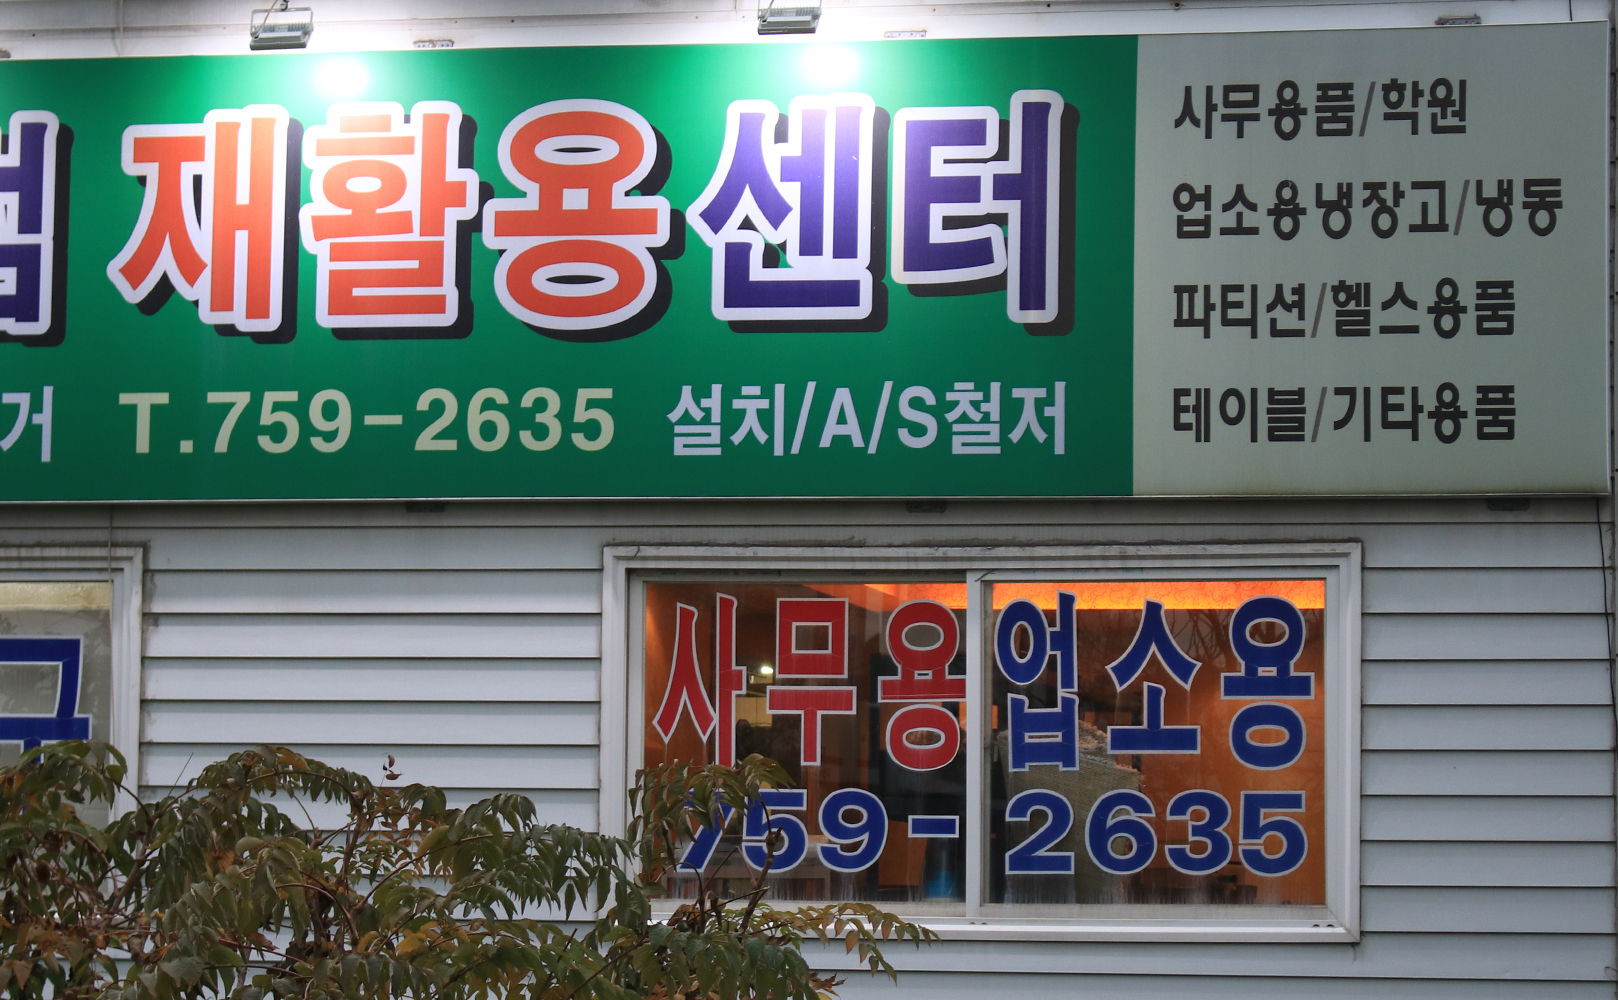 재활용센터
거 T.759-2635 설치/A/S철저
사무용품/학원
업소용냉장고/냉동
파티션/헬스용품
테이블/기타용품
사무용 업소용
759-2635